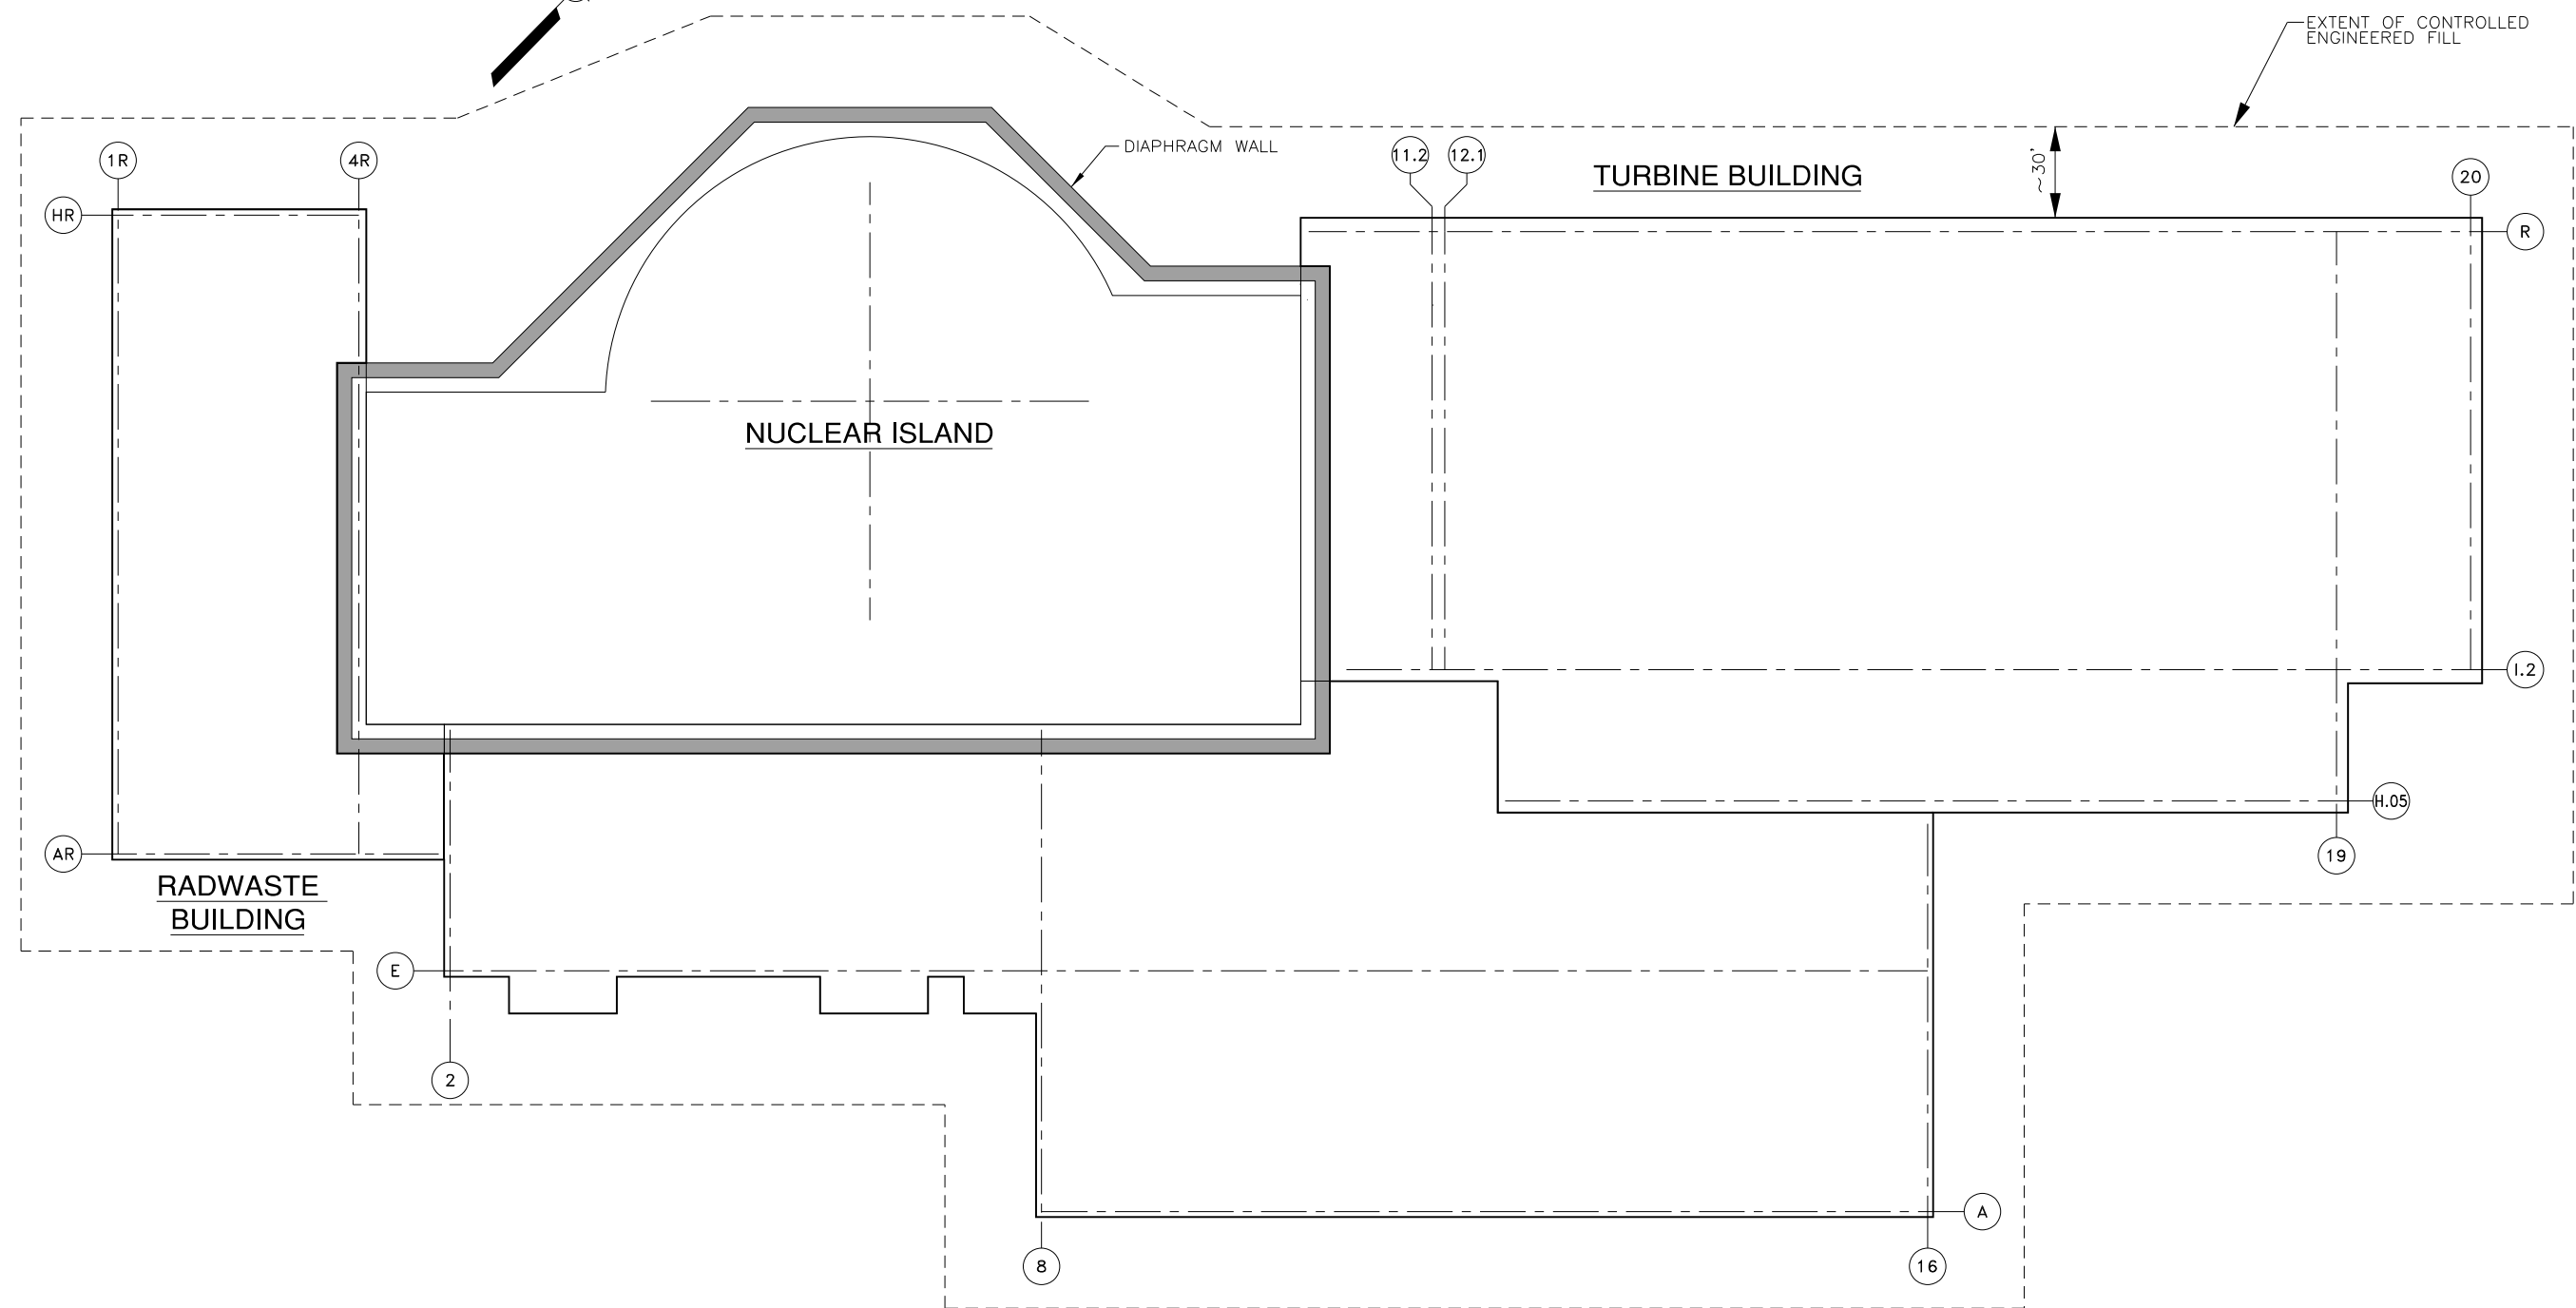 EXTENT OF CONTROLLED
ENGINEERED FILL
DIAPHRAGM WALL
1R
4R
11.2
12.1
~30'
TURBINE BUILDING
20
HR
R
NUCLEAR ISLAND
I.2
H.05
AR
19
RADWASTE
BUILDING
E
2
A
8
16